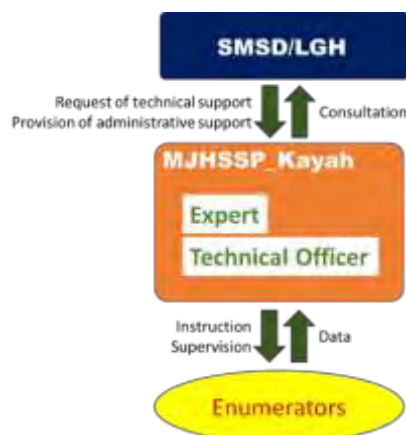 SMSD/LGH
Request of technical support
Provision of administrative support
Consultation
MJHSSP_Kayah
Expert
Technical Officer
Instruction
Supervision
Data
Enumerators